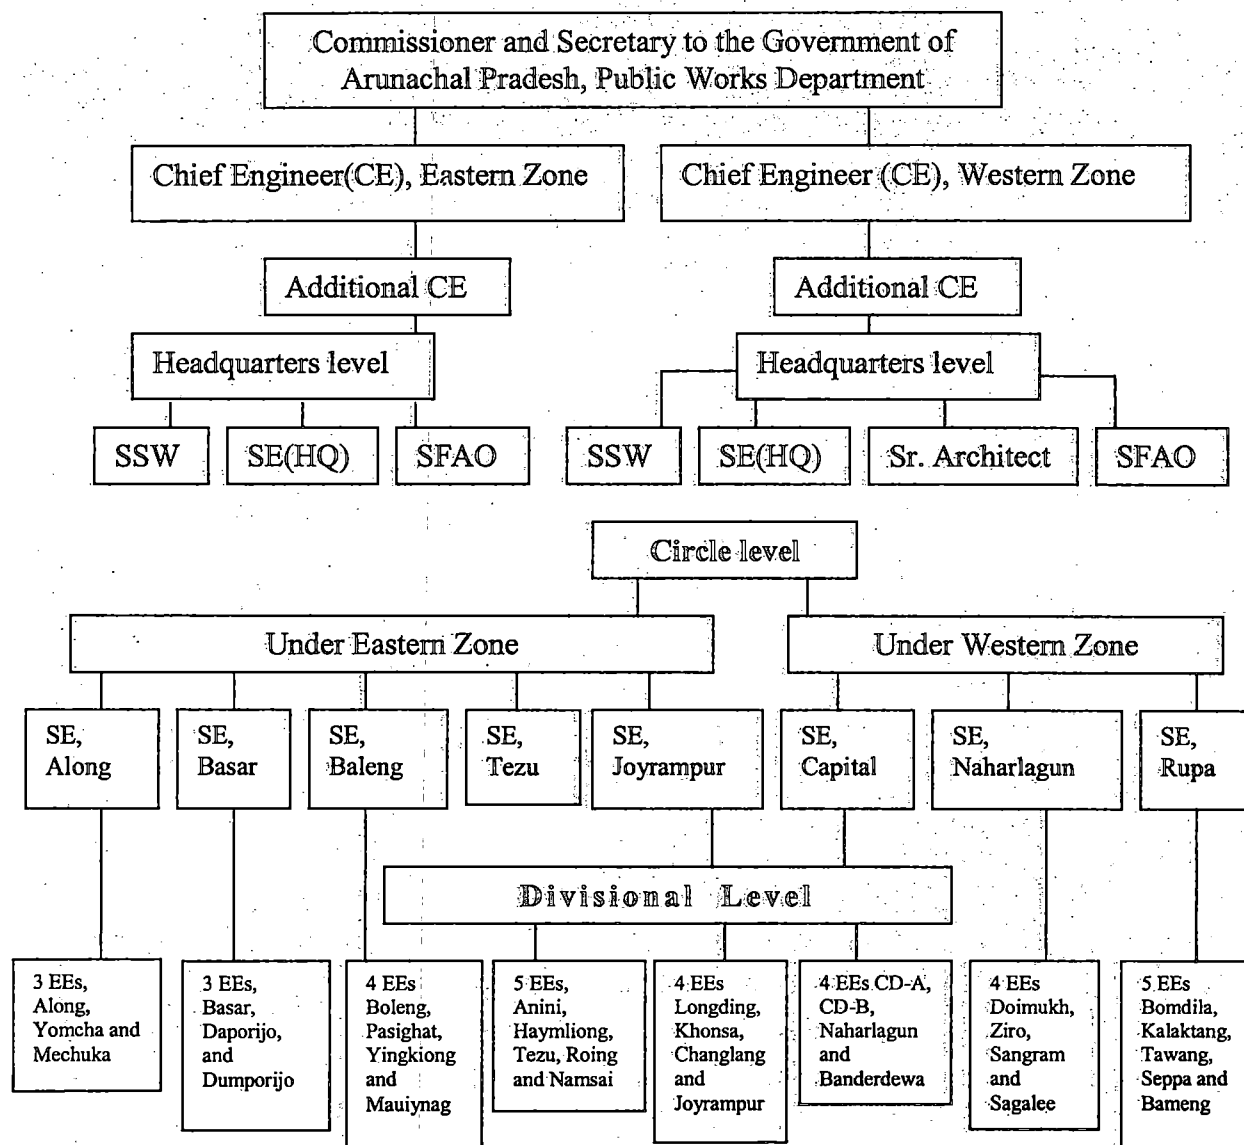 Commissioner and Secretary to the Government of
Arunachal Pradesh, Public Works Department
Chief Engineer(CE), Eastern Zone
Chief Engineer (CE), Western Zone
Additional CE
Additional CE
Headquarters level
Headquarters level
SSW
SE(HQ)
SFAO
SSW
SE(HQ)
Sr. Architect
SFAO
Circle level
Under Eastern Zone
Under Western Zone
SE,
Along
SE,
Basar
SE,
Baleng
SE,
Tezu
SE,
Joyrampur
SE,
Capital
SE,
Naharlagun
SE,
Rupa
Divisional Level
3 EEs,
Along,
Yomcha and
Mechuka
3 EEs,
Basar,
Daporijo,
and
Dumporijo
4 EEs
Boleng,
Pasighat,
Yingkiong
and
Mauiynag
5 EEs,
Anini,
Haymliong,
Tezu, Roing
and Namsai
4 EEs
Longding,
Khonsa,
Changlang
and
Joyrampur
4 EEs CD-A,
CD-B,
Naharlagun
and
Banderdewa
4 EEs
Doimukh,
Ziro,
Sangram
and
Sagalee
5 EEs
Bomdila,
Kalaktang,
Tawang,
Seppa and
Bameng